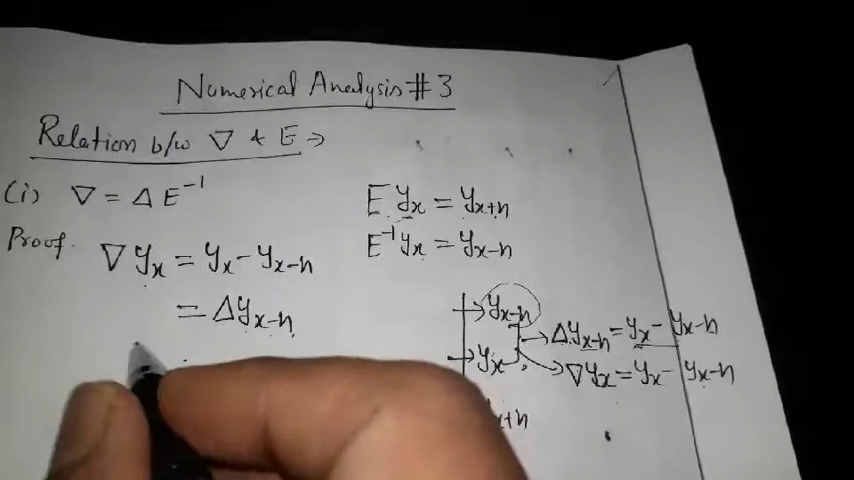 Numerical Analysis #3
Relation b/w ∇ & E →
(i) ∇ = Δ E⁻¹
E yₓ = yₓ₊ₕ
Proof. ∇ yₓ = yₓ − yₓ₋ₕ
E⁻¹ yₓ = yₓ₋ₕ
= Δ yₓ₋ₕ
→ yₓ₋ₕ
→ Δyₓ₋ₕ = yₓ − yₓ₋ₕ
→ yₓ
→ ∇yₓ = yₓ − yₓ₋ₕ
x+h